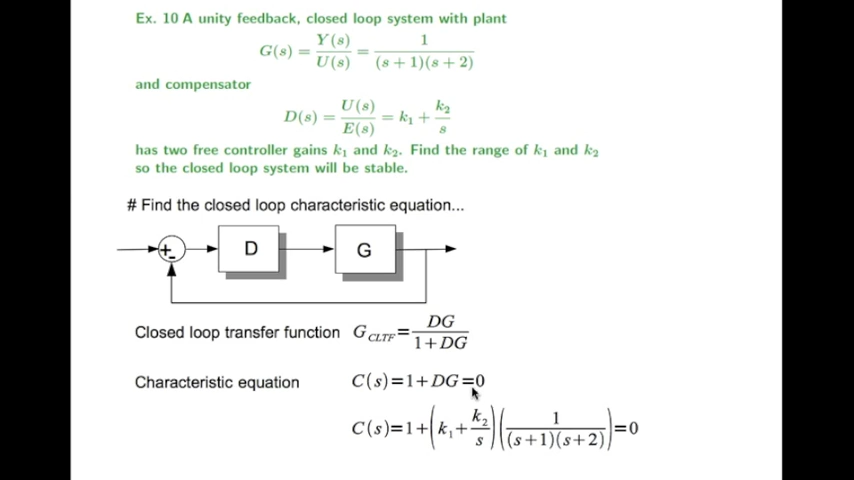 Ex. 10 A unity feedback, closed loop system with plant
G(s) = Y(s)/U(s) = 1/((s + 1)(s + 2))
and compensator
D(s) = U(s)/E(s) = k₁ + k₂/s
has two free controller gains k₁ and k₂. Find the range of k₁ and k₂
so the closed loop system will be stable.
# Find the closed loop characteristic equation...
+ - D G
Closed loop transfer function G_CLTF = DG/(1+DG)
Characteristic equation C(s)=1+DG=0
C(s)=1+(k₁+k₂/s)(1/((s+1)(s+2)))=0